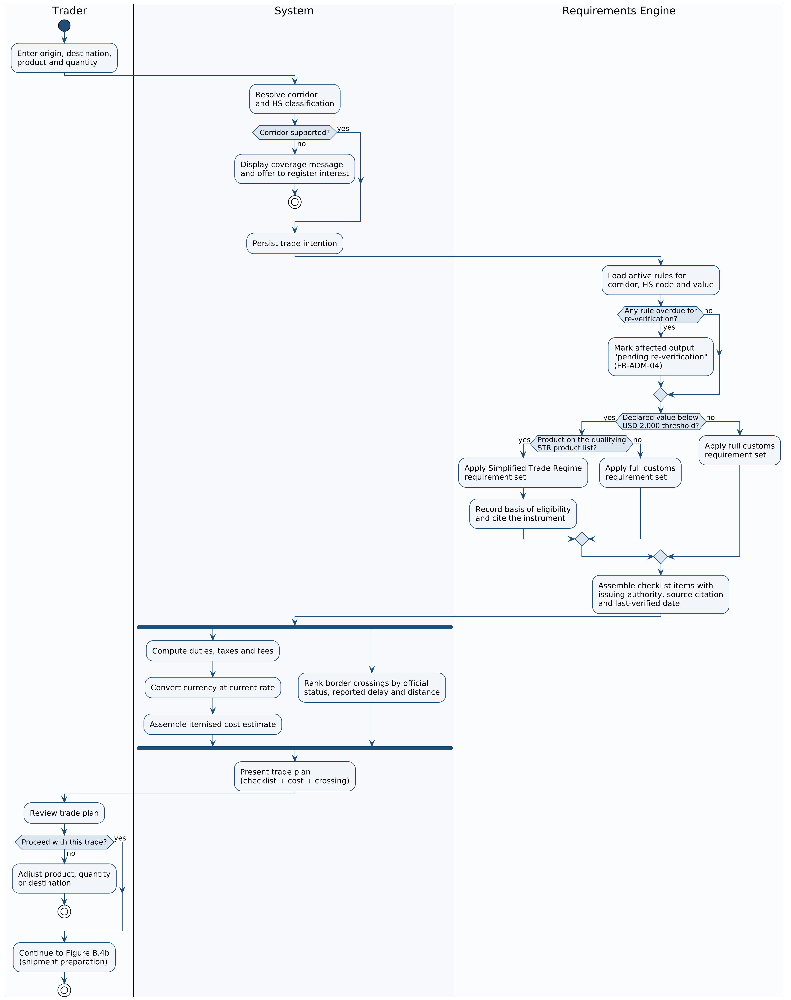 Trader
System
Requirements Engine
Enter origin, destination,
product and quantity
Resolve corridor
and HS classification
Corridor supported?
yes
no
Display coverage message
and offer to register interest
Persist trade intention
Load active rules for
corridor, HS code and value
Any rule overdue for
re-verification?
no
yes
Mark affected output
"pending re-verification"
(FR-ADM-04)
yes
Declared value below
USD 2,000 threshold?
no
yes
Product on the qualifying
STR product list?
no
Apply Simplified Trade Regime
requirement set
Record basis of eligibility
and cite the instrument
Apply full customs
requirement set
Apply full customs
requirement set
Assemble checklist items with
issuing authority, source citation
and last-verified date
Compute duties, taxes and fees
Convert currency at current rate
Assemble itemised cost estimate
Rank border crossings by official
status, reported delay and distance
Present trade plan
(checklist + cost + crossing)
Review trade plan
Proceed with this trade?
yes
no
Adjust product, quantity
or destination
Continue to Figure B.4b
(shipment preparation)